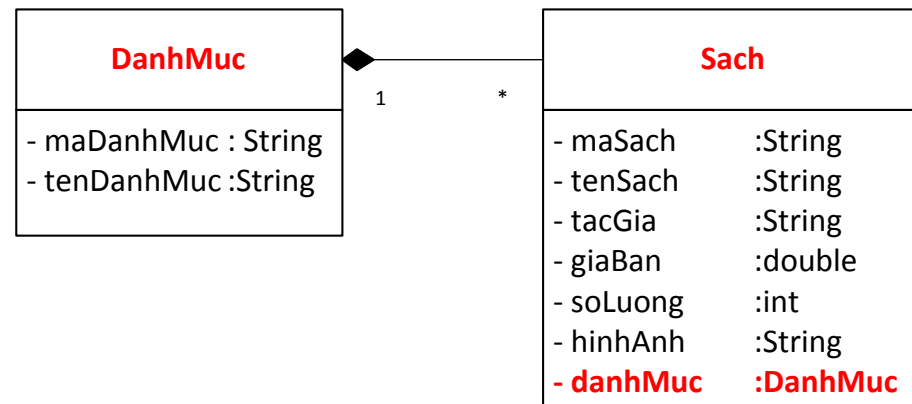 DanhMuc
- maDanhMuc : String
- tenDanhMuc :String
1 *
Sach
- maSach :String
- tenSach :String
- tacGia :String
- giaBan :double
- soLuong :int
- hinhAnh :String
- danhMuc :DanhMuc